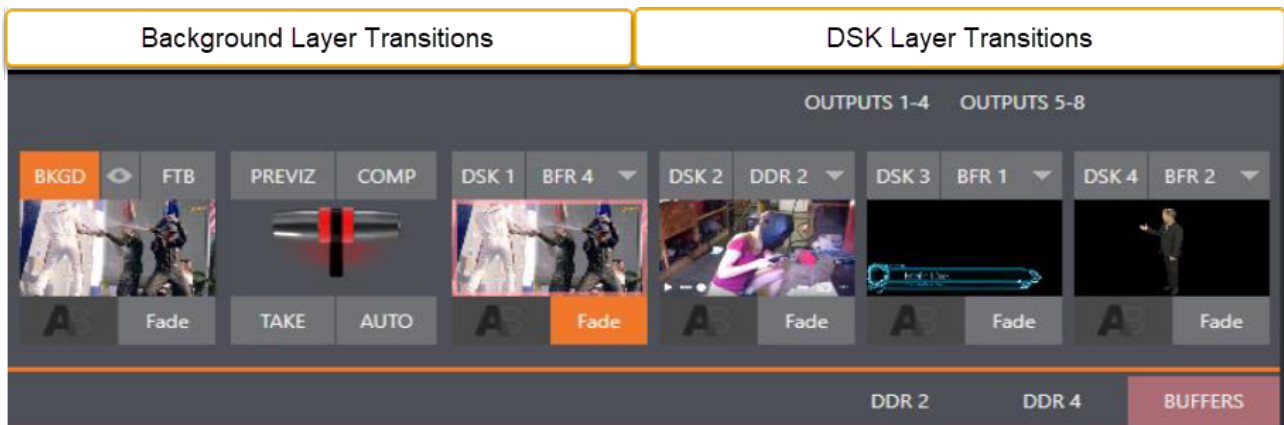 Background Layer Transitions
DSK Layer Transitions
OUTPUTS 1-4 OUTPUTS 5-8
BKGD FTB PREVIZ COMP DSK 1 BFR 4 DSK 2 DDR 2 DSK 3 BFR 1 DSK 4 BFR 2
Fade TAKE AUTO Fade Fade Fade Fade
DDR 2 DDR 4 BUFFERS